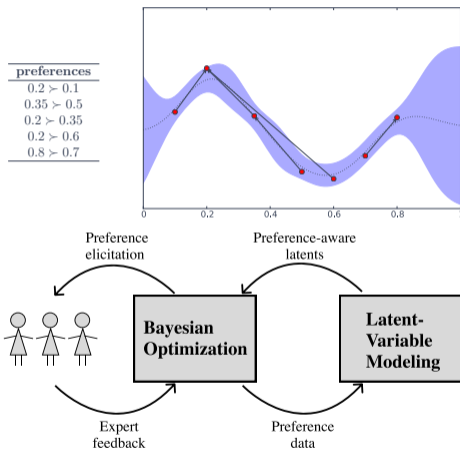 preferences
0.2 ≻ 0.1
0.35 ≻ 0.5
0.2 ≻ 0.35
0.2 ≻ 0.6
0.8 ≻ 0.7
0 0.2 0.4 0.6 0.8
Preference
elicitation
Preference-aware
latents
Bayesian
Optimization
Latent-
Variable
Modeling
Expert
feedback
Preference
data